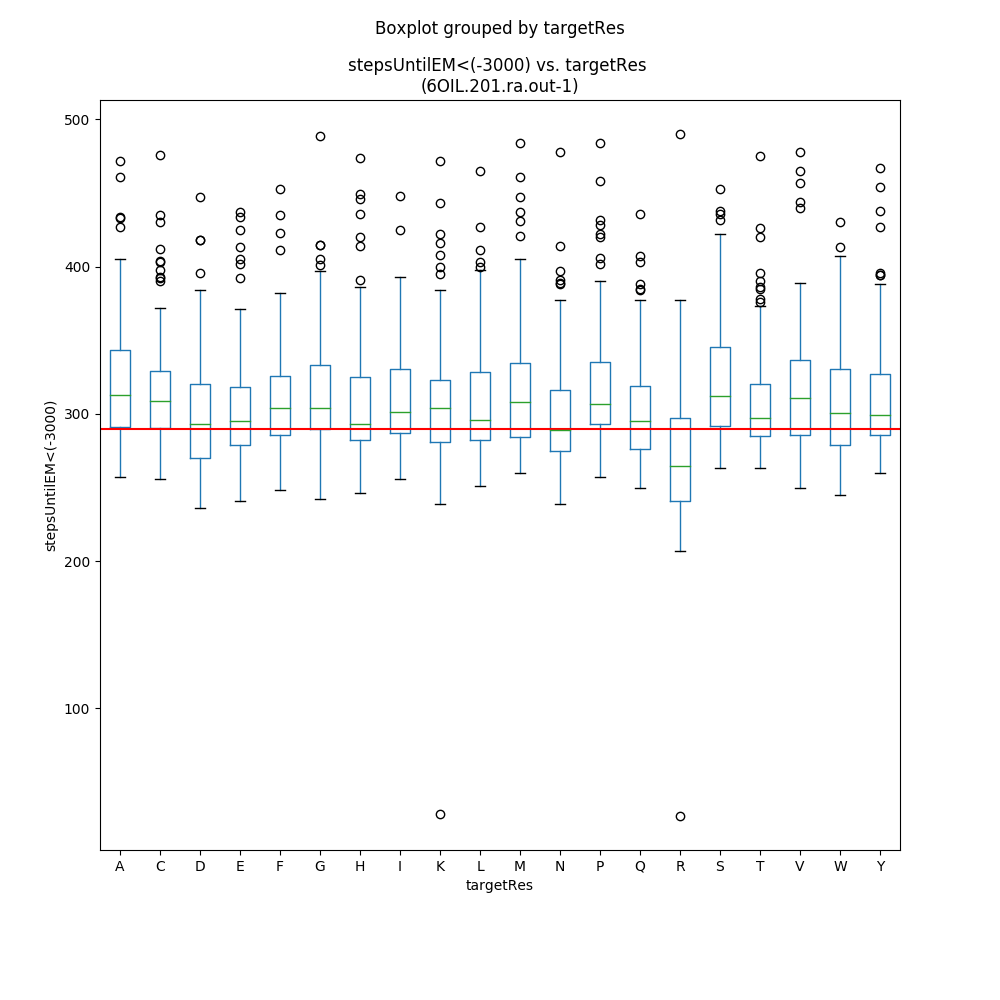 Boxplot grouped by targetRes
stepsUntilEM<(-3000) vs. targetRes
(6OIL.201.ra.out-1)
500
400
300
200
100
stepsUntilEM<(-3000)
A C D E F G H I K L M N P Q R S T V W Y
targetRes